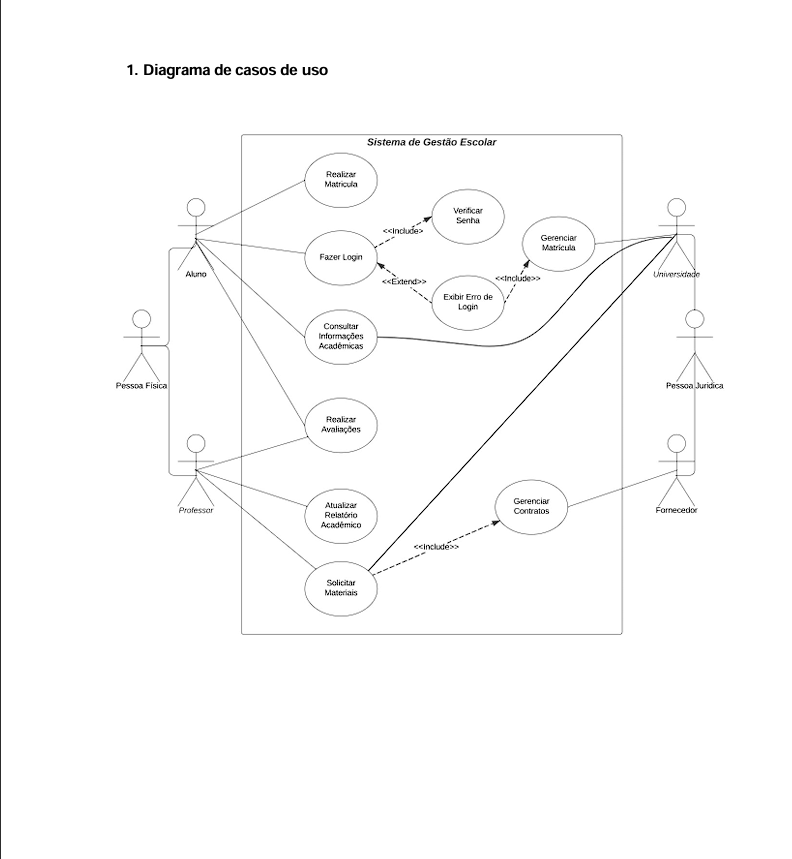 1. Diagrama de casos de uso
Sistema de Gestão Escolar
Realizar
Matricula
Verificar
Senha
<<Include>
Gerenciar
Matrícula
Fazer Login
Aluno
Universidade
<<Extend>>
<<Include>>
Exibir Erro de
Login
Consultar
Informações
Acadêmicas
Pessoa Física
Pessoa Juridica
Realizar
Avaliações
Professor
Atualizar
Relatório
Acadêmico
Gerenciar
Contratos
Fornecedor
<<Include>>
Solicitar
Materiais